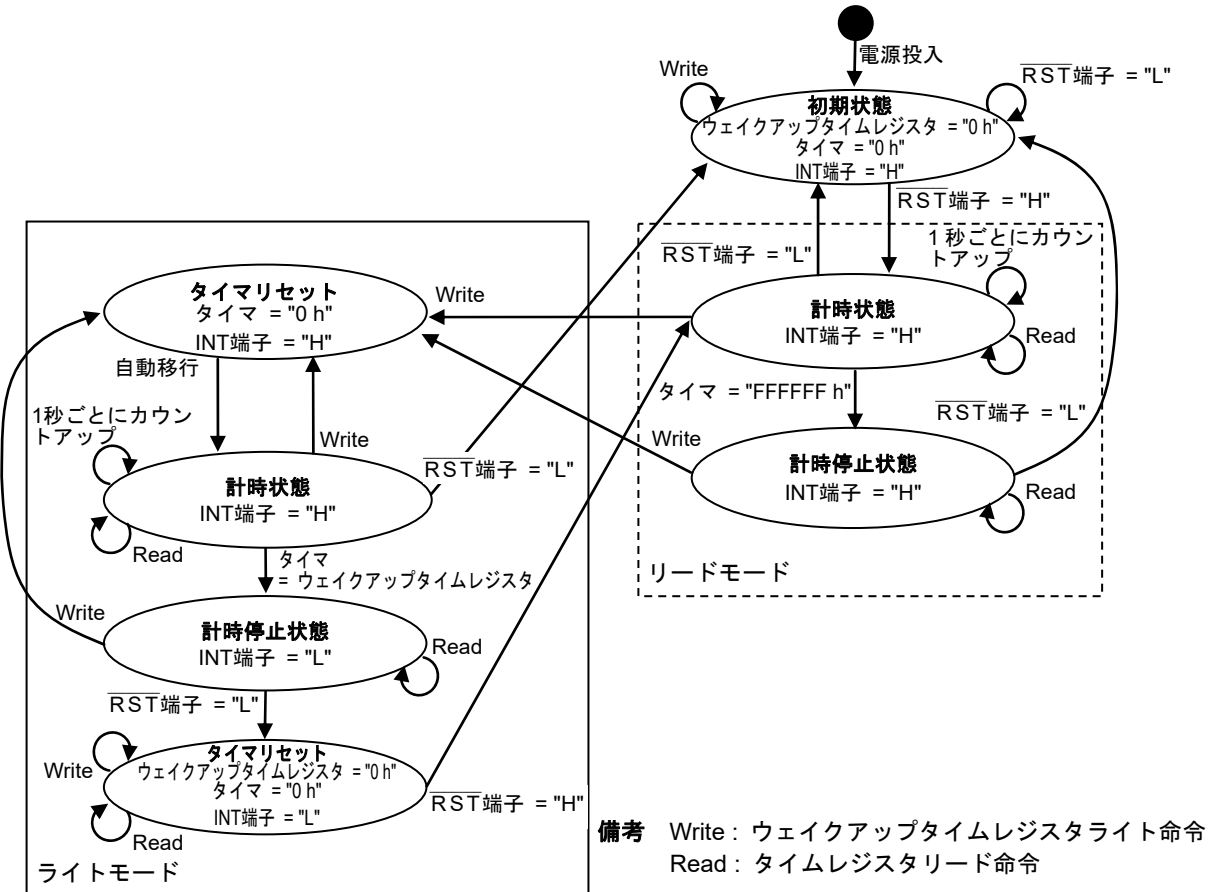 電源投入
Write
RST端子 = "L"
初期状態
ウェイクアップタイムレジスタ = "0 h"
タイマ = "0 h"
INT端子 = "H"
RST端子 = "H"
RST端子 = "L"
1 秒ごとにカウン
トアップ
計時状態
INT端子 = "H"
Read
Write
タイマ = "FFFFFF h"
RST端子 = "L"
Write
計時停止状態
INT端子 = "H"
Read
リードモード
タイマリセット
タイマ = "0 h"
INT端子 = "H"
自動移行
1秒ごとにカウン
トアップ
Write
RST端子 = "L"
計時状態
INT端子 = "H"
Read
タイマ
= ウェイクアップタイムレジスタ
Write
計時停止状態
INT端子 = "L"
Read
RST端子 = "L"
Write
タイマリセット
ウェイクアップタイムレジスタ = "0 h"
タイマ = "0 h"
INT端子 = "L"
RST端子 = "H"
Read
ライトモード
備考 Write : ウェイクアップタイムレジスタライト命令
Read : タイムレジスタリード命令